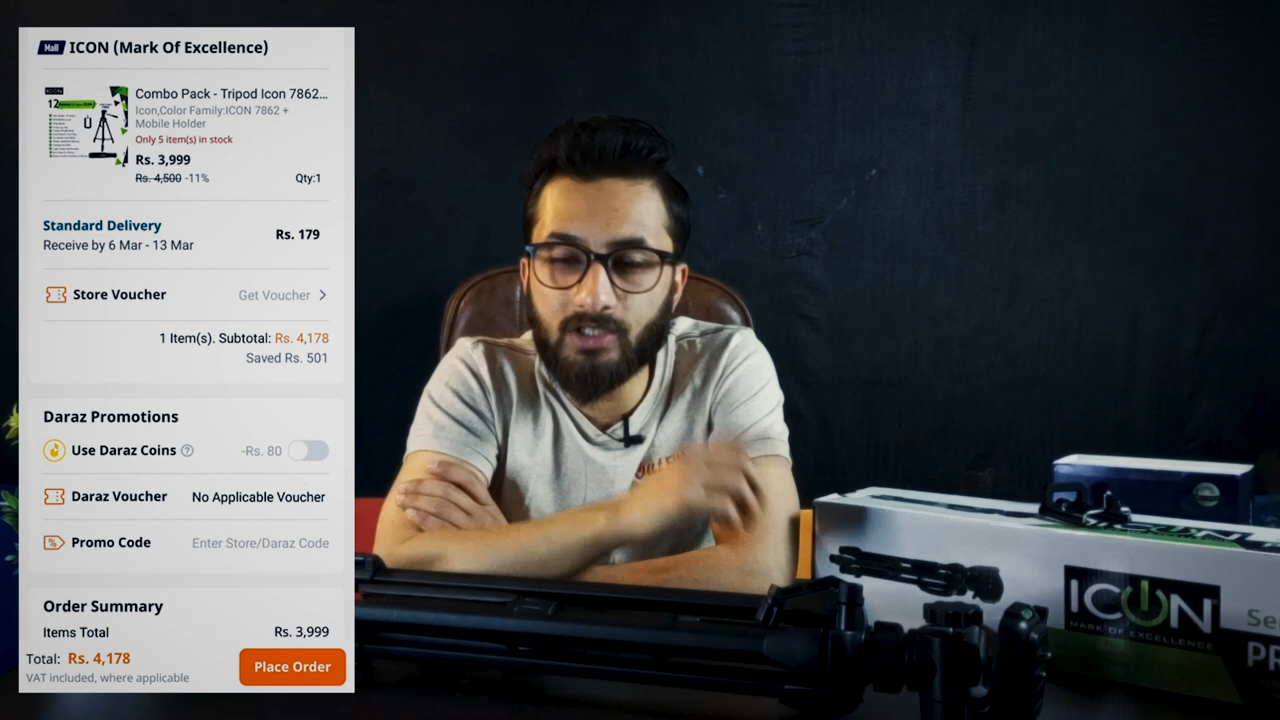 Mall ICON (Mark Of Excellence)
ICON
12
Combo Pack - Tripod Icon 7862...
Icon,Color Family:ICON 7862 +
Mobile Holder
Only 5 item(s) in stock
Rs. 3,999
Rs. 4,500 -11%
Qty:1
Standard Delivery
Rs. 179
Receive by 6 Mar - 13 Mar
Store Voucher
Get Voucher
1 Item(s). Subtotal: Rs. 4,178
Saved Rs. 501
Daraz Promotions
Use Daraz Coins
-Rs. 80
Daraz Voucher
No Applicable Voucher
Promo Code
Enter Store/Daraz Code
Order Summary
Items Total
Rs. 3,999
Total: Rs. 4,178
VAT included, where applicable
Place Order
ICON
MARK OF EXCELLENCE
Se
PR